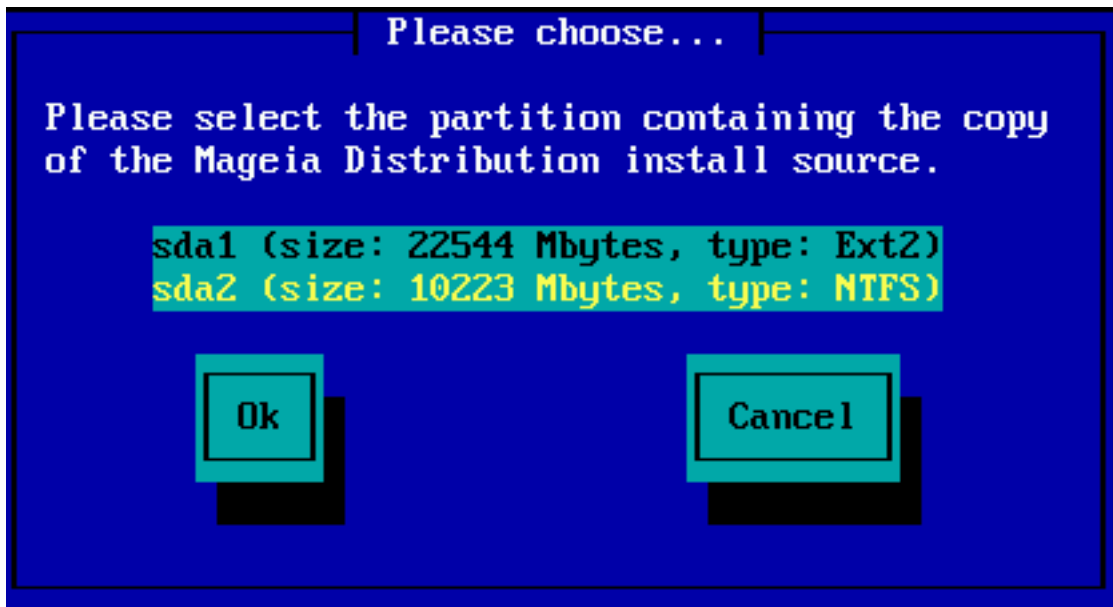 Please choose...
Please select the partition containing the copy
of the Mageia Distribution install source.
sda1 (size: 22544 Mbytes, type: Ext2)
sda2 (size: 10223 Mbytes, type: NTFS)
Ok Cancel